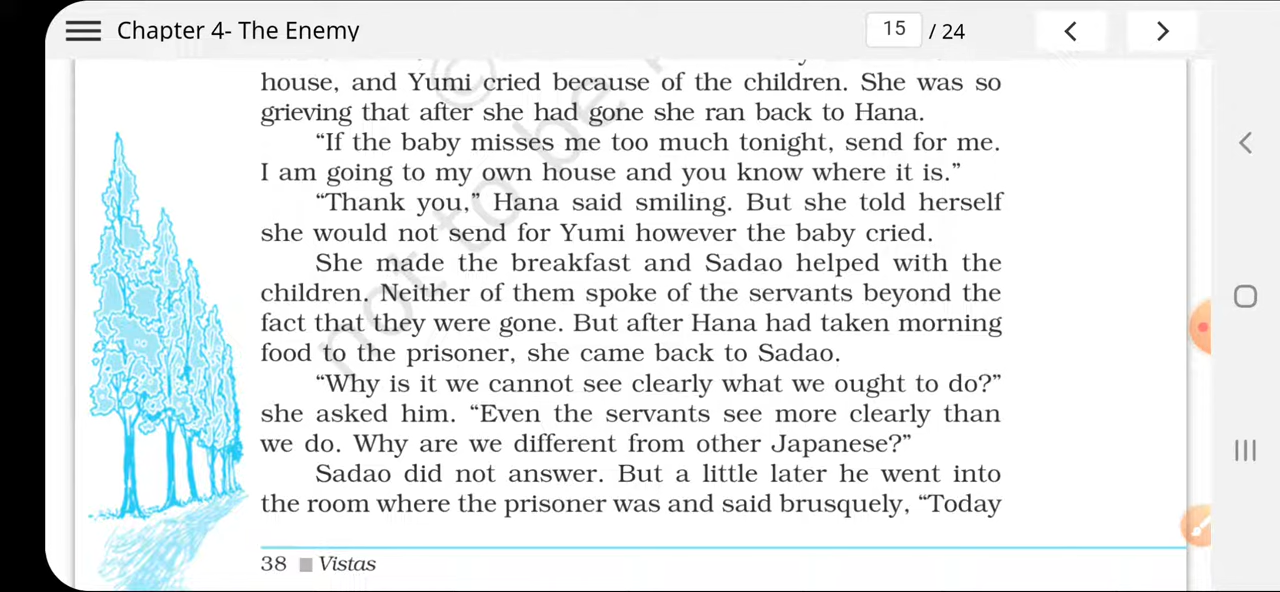 Chapter 4- The Enemy
15 / 24
house, and Yumi cried because of the children. She was so
grieving that after she had gone she ran back to Hana.
“If the baby misses me too much tonight, send for me.
I am going to my own house and you know where it is.”
“Thank you,” Hana said smiling. But she told herself
she would not send for Yumi however the baby cried.
She made the breakfast and Sadao helped with the
children. Neither of them spoke of the servants beyond the
fact that they were gone. But after Hana had taken morning
food to the prisoner, she came back to Sadao.
“Why is it we cannot see clearly what we ought to do?”
she asked him. “Even the servants see more clearly than
we do. Why are we different from other Japanese?”
Sadao did not answer. But a little later he went into
the room where the prisoner was and said brusquely, “Today
38 ■ Vistas
not to be
©